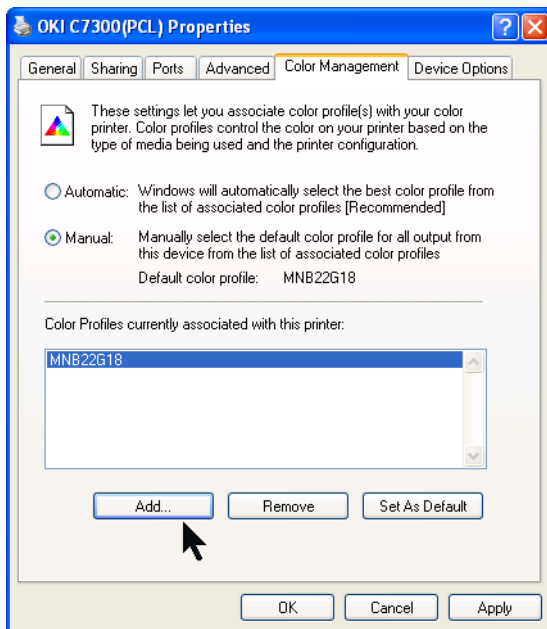 OKI C7300(PCL) Properties
General Sharing Ports Advanced Color Management Device Options
These settings let you associate color profile(s) with your color
printer. Color profiles control the color on your printer based on the
type of media being used and the printer configuration.
Automatic: Windows will automatically select the best color profile from
the list of associated color profiles [Recommended]
Manual: Manually select the default color profile for all output from
this device from the list of associated color profiles
Default color profile: MNB22G18
Color Profiles currently associated with this printer:
MNB22G18
Add... Remove Set As Default
OK Cancel Apply